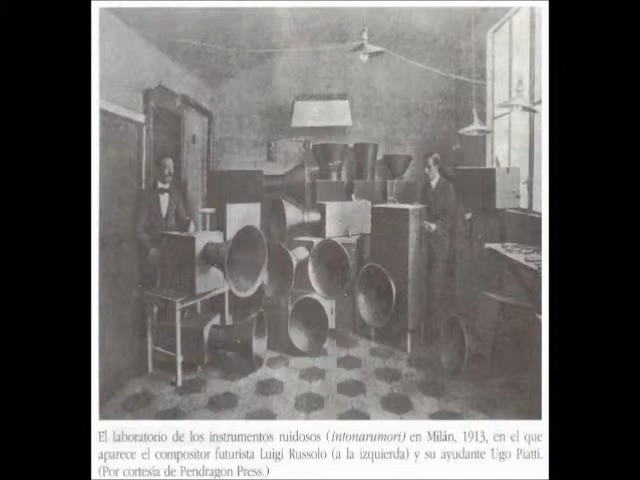 El laboratorio de los instrumentos ruidosos (intonarumori) en Milán, 1913, en el que
aparece el compositor futurista Luigi Russolo (a la izquierda) y su ayudante Ugo Piatti.
(Por cortesía de Pendragon Press.)